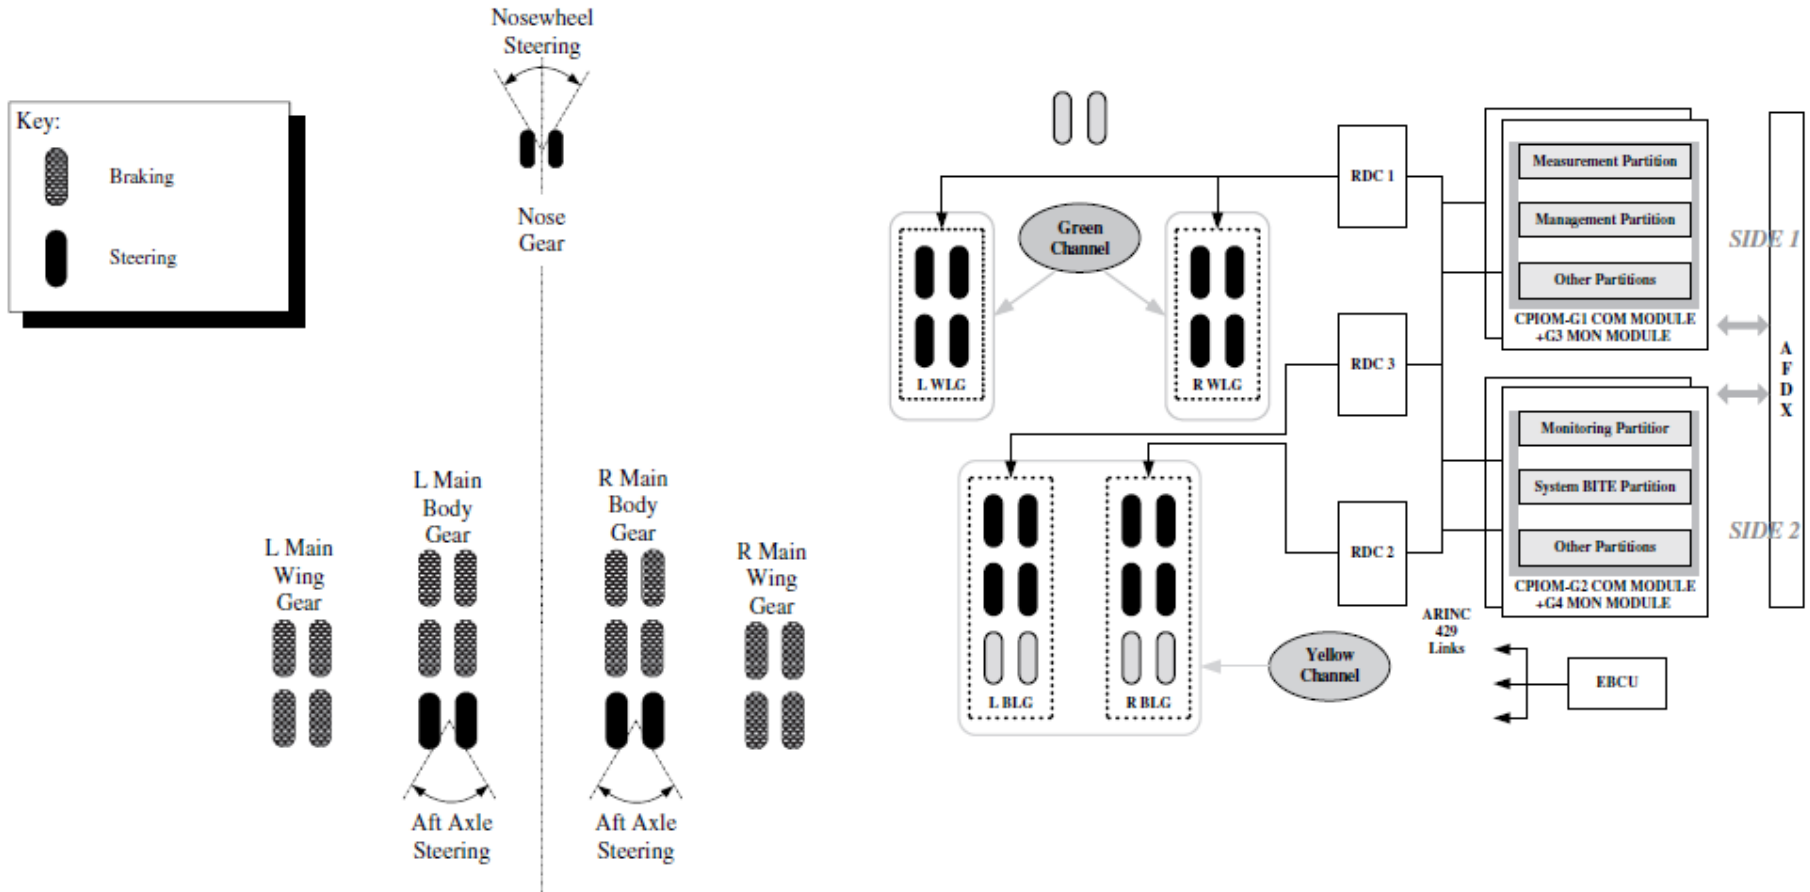 Nosewheel
Steering
Key:
Braking
Steering
Nose
Gear
L Main
Body
Gear
R Main
Body
Gear
L Main
Wing
Gear
R Main
Wing
Gear
Aft Axle
Steering
Aft Axle
Steering
RDC 1
Green
Channel
L WLG
R WLG
RDC 3
RDC 2
L BLG
R BLG
Yellow
Channel
Measurement Partition
Management Partition
Other Partitions
CPIOM-G1 COM MODULE
+G3 MON MODULE
SIDE 1
A
F
D
X
Monitoring Partitior
System BITE Partition
Other Partitions
CPIOM-G2 COM MODULE
+G4 MON MODULE
SIDE 2
ARINC
429
Links
EBCU